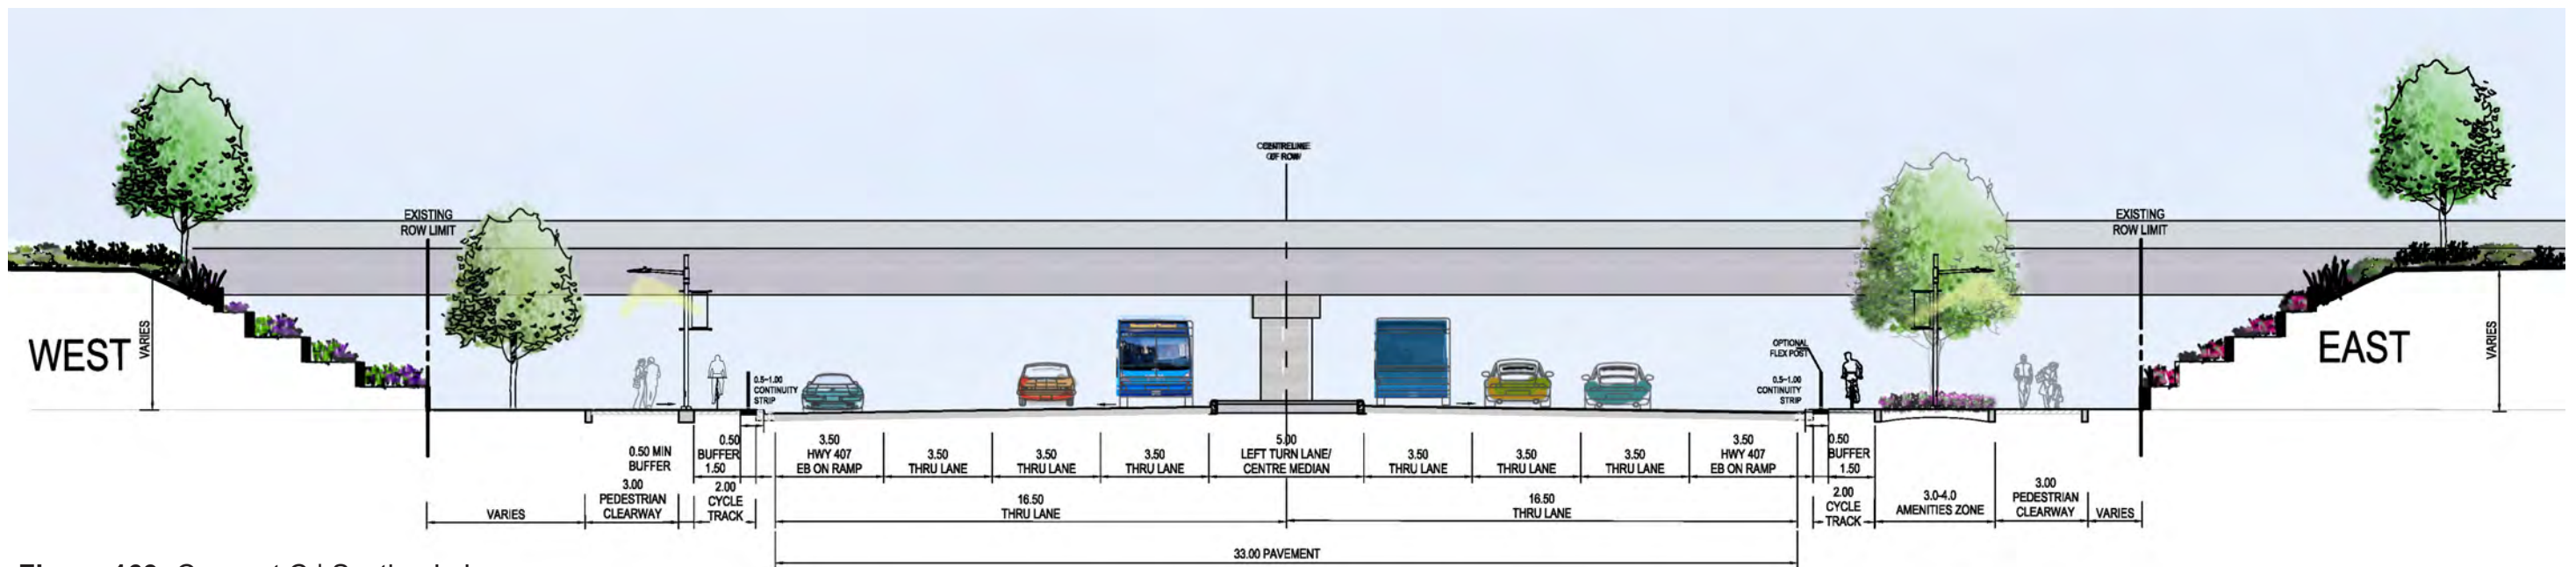 CENTRELINE
OF ROW
EXISTING
ROW LIMIT
EXISTING
ROW LIMIT
WEST
VARIES
EAST
VARIES
OPTIONAL
FLEX POST
0.5-1.00
CONTINUITY
STRIP
0.5-1.00
CONTINUITY
STRIP
0.50 MIN
BUFFER
0.50
BUFFER
1.50
3.50
HWY 407
EB ON RAMP
3.50
THRU LANE
3.50
THRU LANE
3.50
THRU LANE
5.00
LEFT TURN LANE/
CENTRE MEDIAN
3.50
THRU LANE
3.50
THRU LANE
3.50
THRU LANE
3.50
HWY 407
EB ON RAMP
0.50
BUFFER
1.50
VARIES
3.00
PEDESTRIAN
CLEARWAY
2.00
CYCLE
TRACK
16.50
THRU LANE
16.50
THRU LANE
2.00
CYCLE
TRACK
3.0-4.0
AMENITIES ZONE
3.00
PEDESTRIAN
CLEARWAY
VARIES
33.00 PAVEMENT